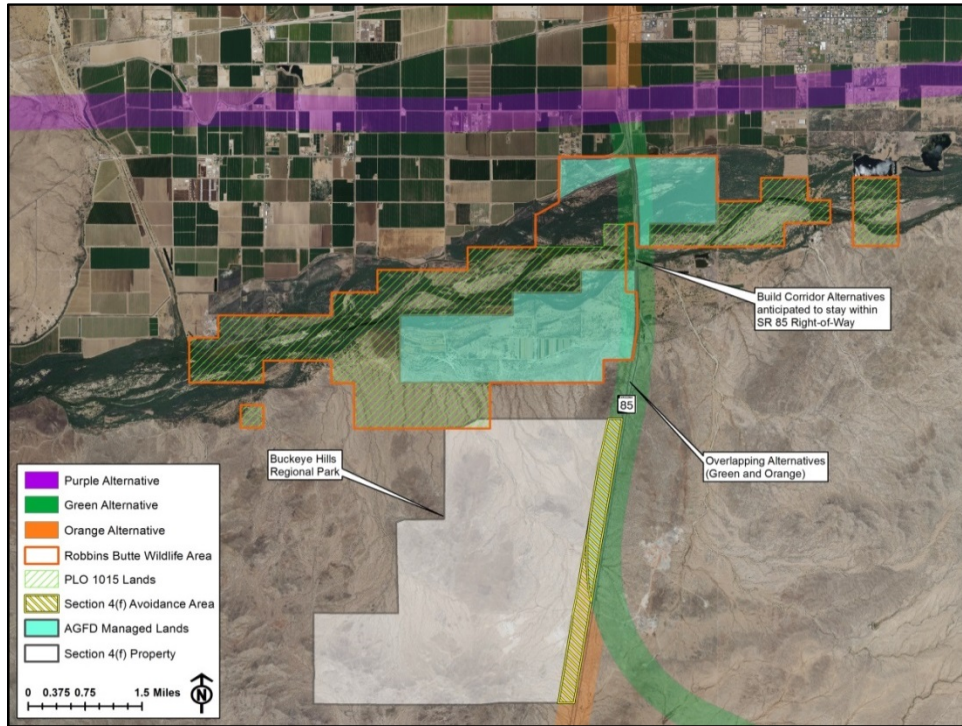 Build Corridor Alternatives
anticipated to stay within
SR 85 Right-of-Way
85
Buckeye Hills
Regional Park
Overlapping Alternatives
(Green and Orange)
Purple Alternative
Green Alternative
Orange Alternative
Robbins Butte Wildlife Area
PLO 1015 Lands
Section 4(f) Avoidance Area
AGFD Managed Lands
Section 4(f) Property
0 0.375 0.75 1.5 Miles
N